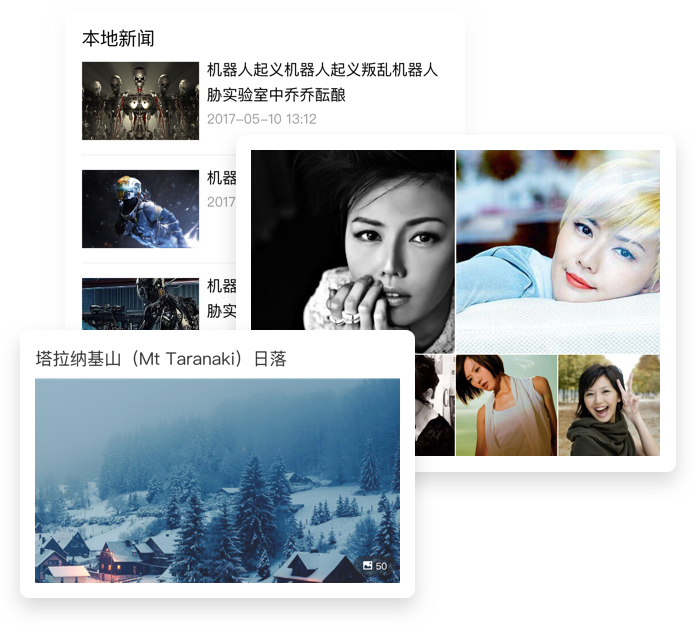 本地新闻
机器人起义机器人起义叛乱机器人
胁实验室中乔乔酝酿
2017-05-10 13:12
机器
2017
机器
胁实
塔拉纳基山（Mt Taranaki）日落
50